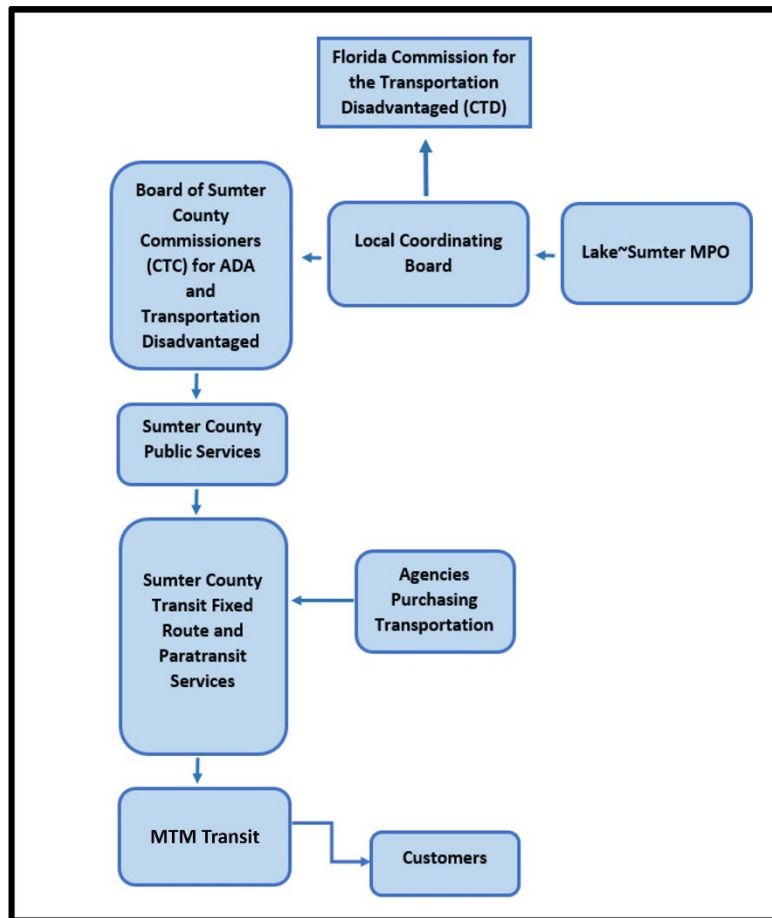 Florida Commission for
the Transportation
Disadvantaged (CTD)
Board of Sumter
County
Commissioners
(CTC) for ADA
and
Transportation
Disadvantaged
Local Coordinating
Board
Lake~Sumter MPO
Sumter County
Public Services
Sumter County
Transit Fixed
Route and
Paratransit
Services
Agencies
Purchasing
Transportation
MTM Transit
Customers